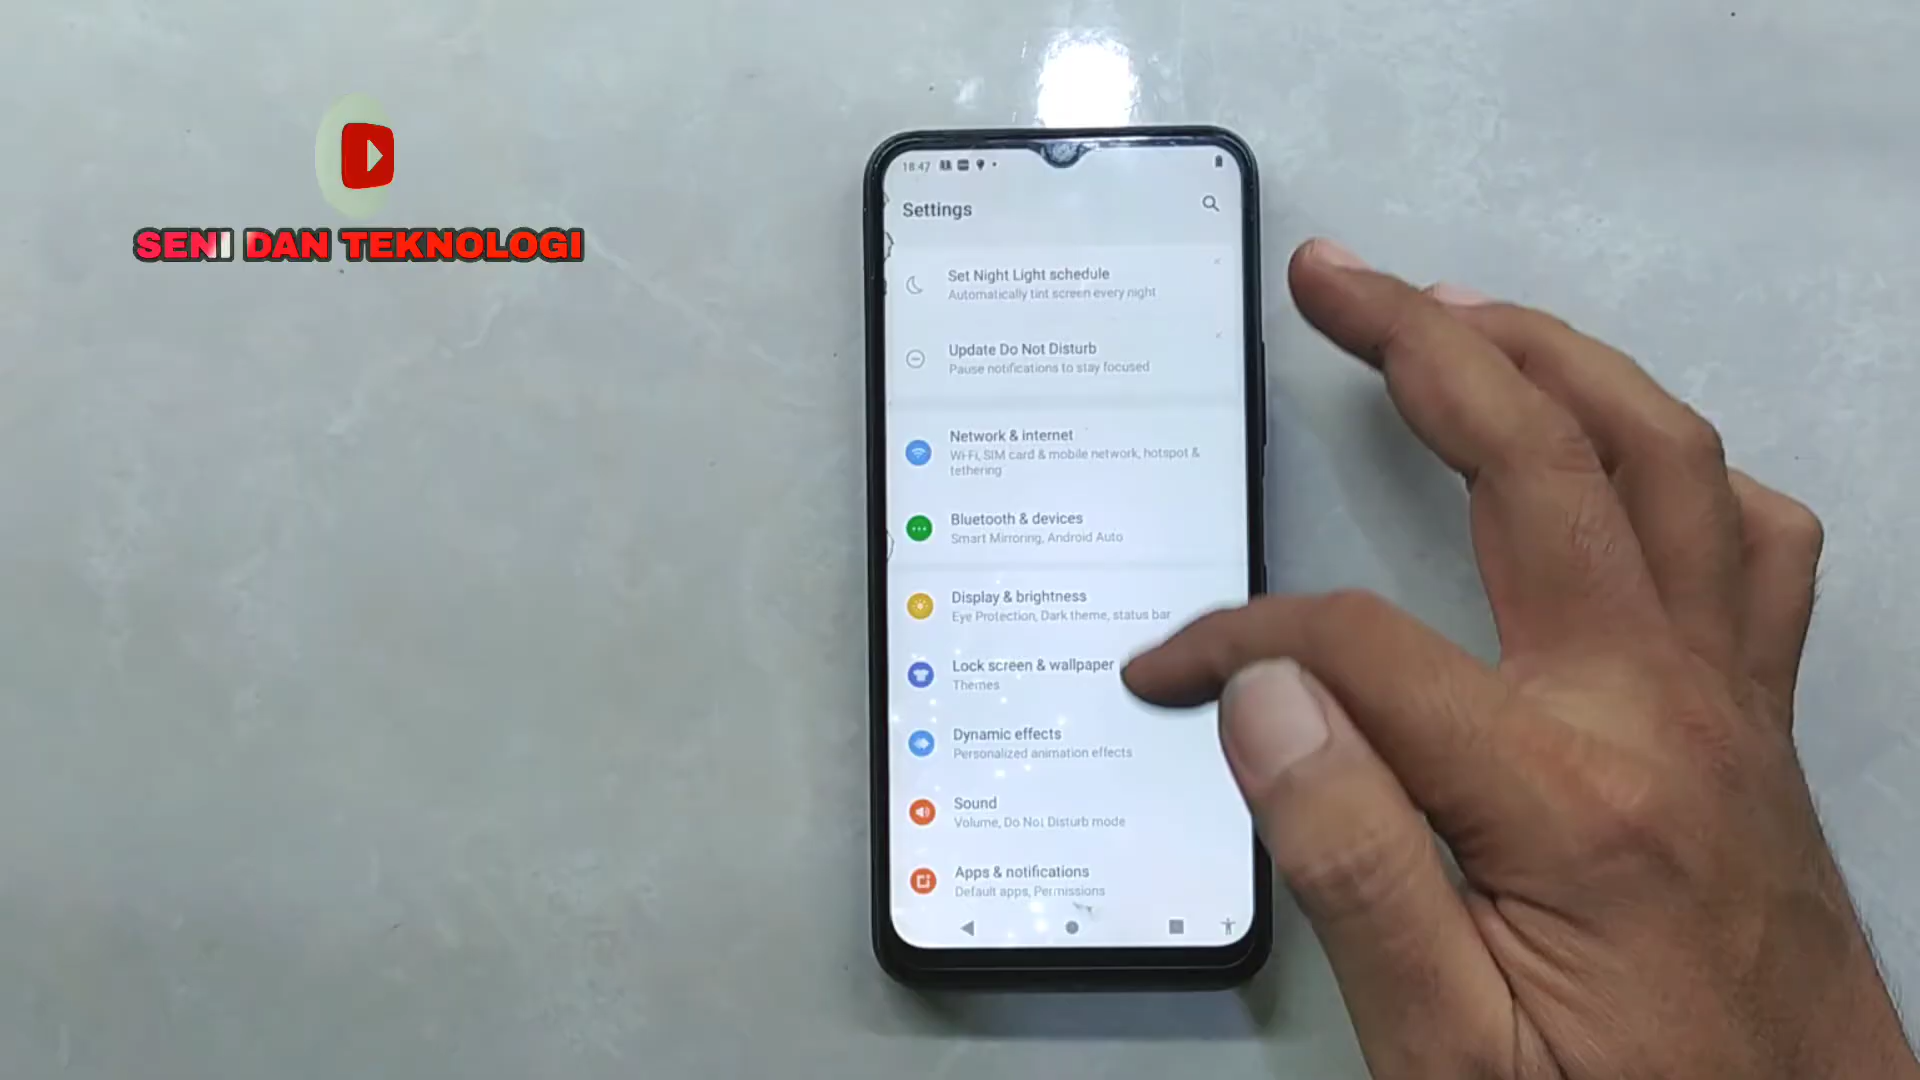 SENI DAN TEKNOLOGI
18:47
Settings
Set Night Light schedule
Automatically tint screen every night
Update Do Not Disturb
Pause notifications to stay focused
Network & internet
Wi-Fi, SIM card & mobile network, hotspot &
tethering
Bluetooth & devices
Smart Mirroring, Android Auto
Display & brightness
Eye Protection, Dark theme, status bar
Lock screen & wallpaper
Themes
Dynamic effects
Personalized animation effects
Sound
Volume, Do Not Disturb mode
Apps & notifications
Default apps, Permissions